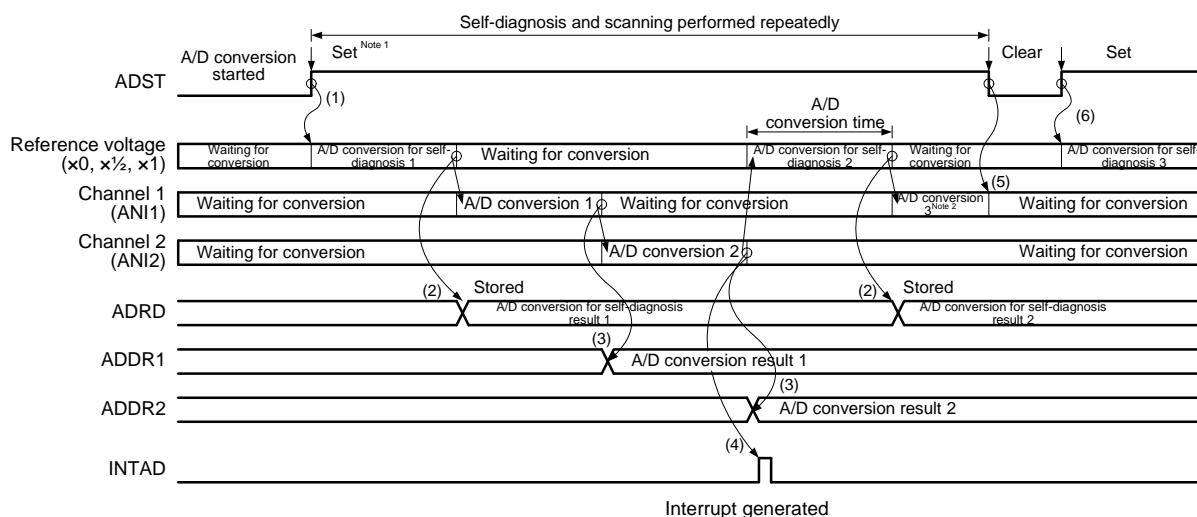 Self-diagnosis and scanning performed repeatedly
A/D conversion
started
Set Note 1
Clear
Set
ADST
(1)
A/D
conversion time
(6)
Reference voltage
(×0, ×½, ×1)
Waiting for
conversion
A/D conversion for self-
diagnosis 1
Waiting for conversion
A/D conversion for self-
diagnosis 2
Waiting for
conversion
A/D conversion for self-
diagnosis 3
(5)
Channel 1
(ANI1)
Waiting for conversion
A/D conversion 1
Waiting for conversion
A/D conversion
3 Note 2
Waiting for conversion
Channel 2
(ANI2)
Waiting for conversion
A/D conversion 2
Waiting for conversion
(2)
Stored
(2)
Stored
ADRD
A/D conversion for self-diagnosis
result 1
A/D conversion for self-diagnosis
result 2
(3)
ADDR1
A/D conversion result 1
(3)
ADDR2
A/D conversion result 2
(4)
INTAD
Interrupt generated